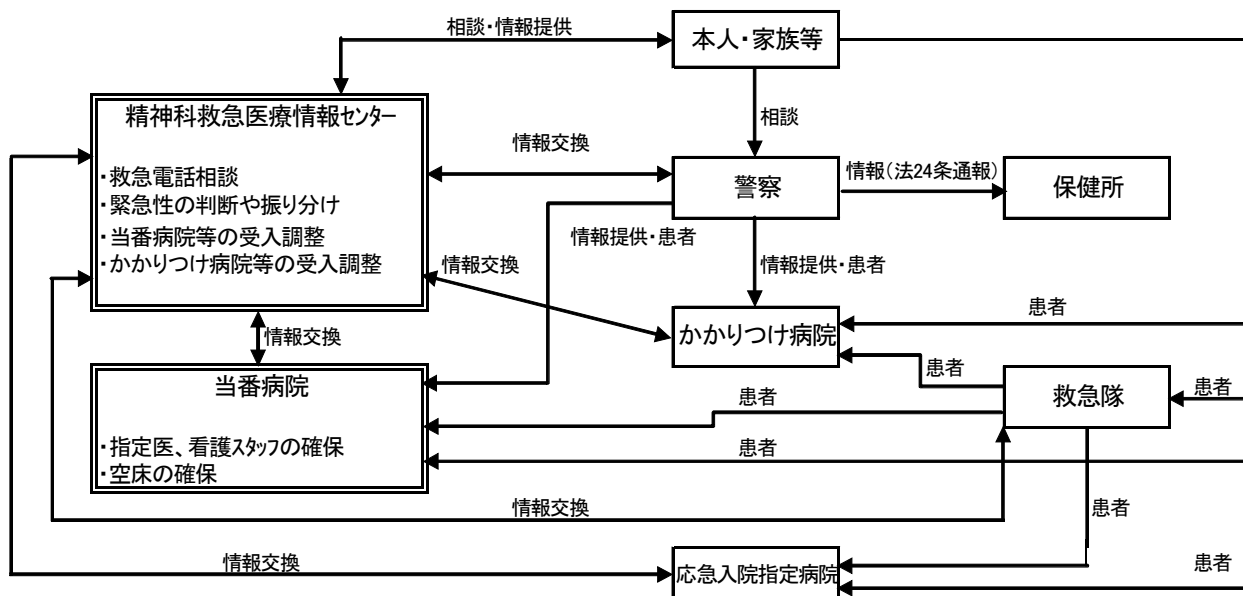 相談・情報提供
本人・家族等
精神科救急医療情報センター
・救急電話相談
・緊急性の判断や振り分け
・当番病院等の受入調整
・かかりつけ病院等の受入調整
相談
情報交換
警察
情報(法24条通報)
保健所
情報提供・患者
情報交換
情報提供・患者
情報交換
かかりつけ病院
患者
当番病院
・指定医、看護スタッフの確保
・空床の確保
患者
患者
救急隊
患者
患者
情報交換
患者
情報交換
応急入院指定病院
患者